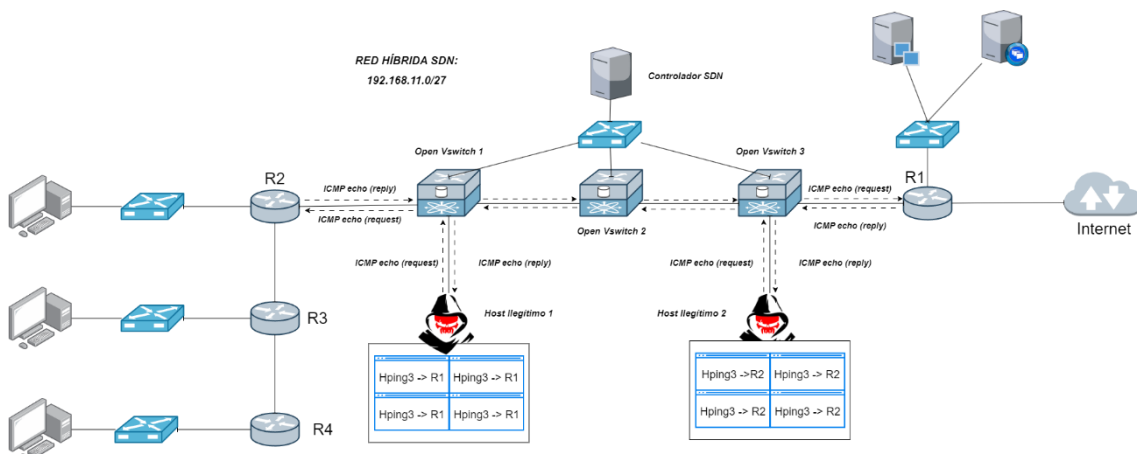 RED HÍBRIDA SDN:
192.168.11.0/27
Controlador SDN
Open Vswitch 1
Open Vswitch 3
R2
ICMP echo (reply)
ICMP echo (request)
Open Vswitch 2
ICMP echo (request)
R1
ICMP echo (reply)
Internet
ICMP echo (request)
ICMP echo (reply)
ICMP echo (request)
ICMP echo (reply)
R3
Host Ilegítimo 1
Host Ilegítimo 2
Hping3 -> R1
Hping3 -> R1
Hping3 -> R1
Hping3 -> R1
Hping3 ->R2
Hping3 -> R2
Hping3 -> R2
Hping3 -> R2
R4